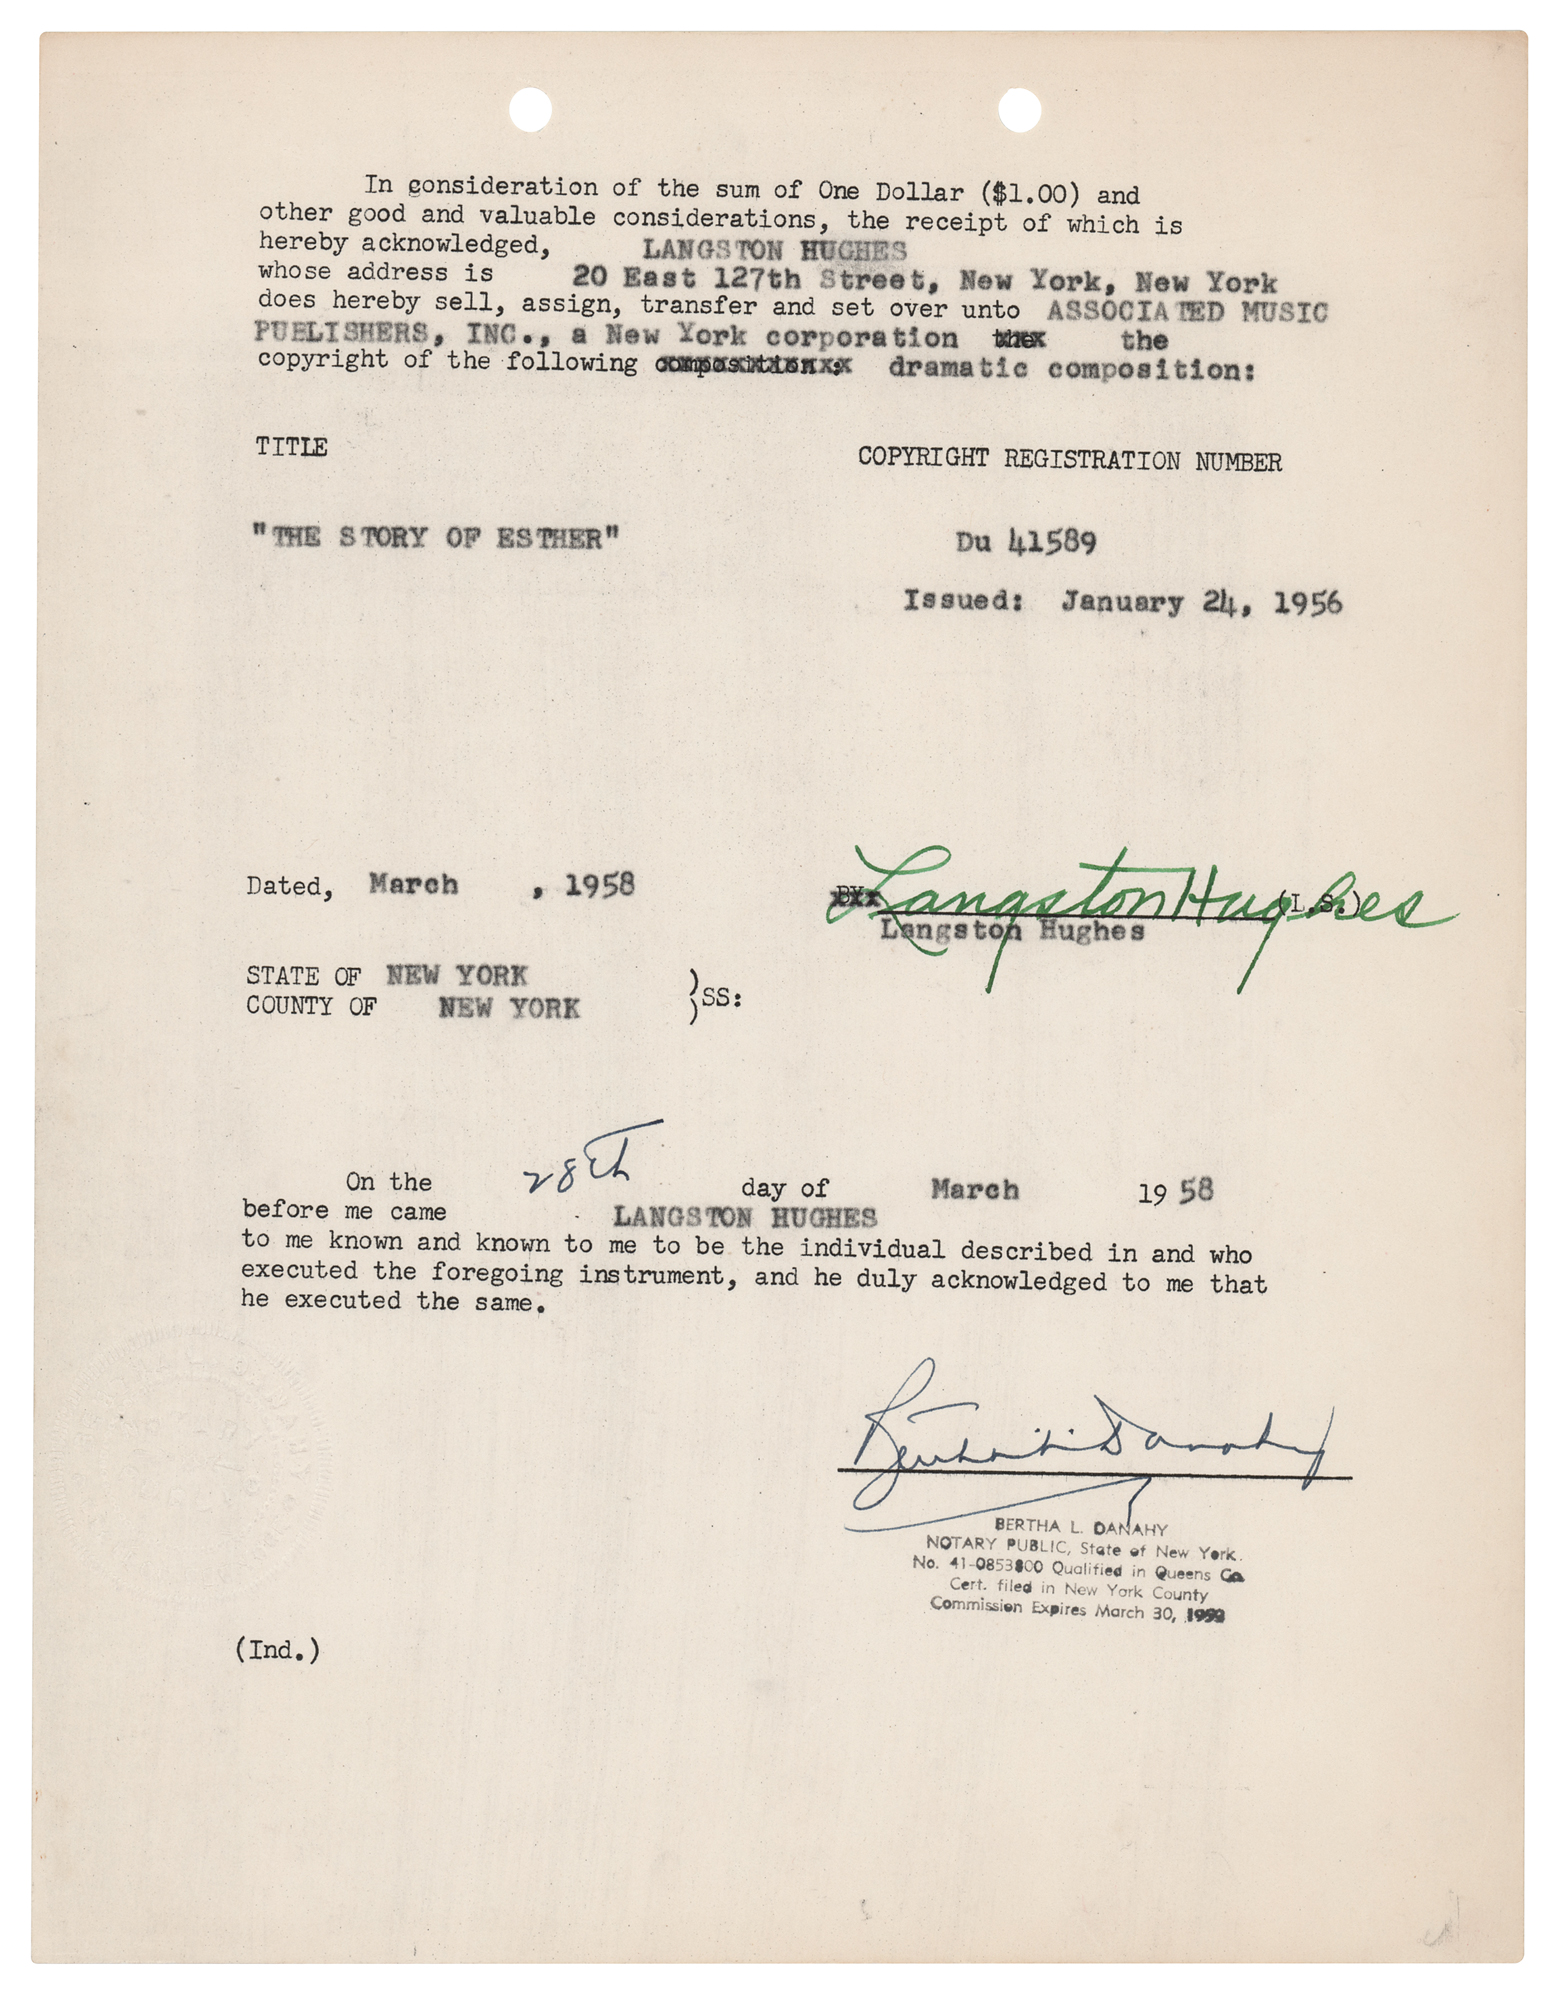 In consideration of the sum of One Dollar ($1.00) and
other good and valuable considerations, the receipt of which is
hereby acknowledged, LANGSTON HUGHES
whose address is 20 East 127th Street, New York, New York
does hereby sell, assign, transfer and set over unto ASSOCIATED MUSIC
PUBLISHERS, INC., a New York corporation the the
copyright of the following composition: dramatic composition:
TITLE COPYRIGHT REGISTRATION NUMBER
"THE STORY OF ESTHER" Du 41589
Issued: January 24, 1956
Dated, March , 1958 BY Langston Hughes (L.S.)
Langston Hughes
STATE OF NEW YORK
COUNTY OF NEW YORK )SS:
On the 28th day of March 19 58
before me came LANGSTON HUGHES
to me known and known to me to be the individual described in and who
executed the foregoing instrument, and he duly acknowledged to me that
he executed the same.
Bertha L. Danahy
BERTHA L. DANAHY
NOTARY PUBLIC, State of New York.
No. 41-0853800 Qualified in Queens Co
Cert. filed in New York County
Commission Expires March 30,
(Ind.)